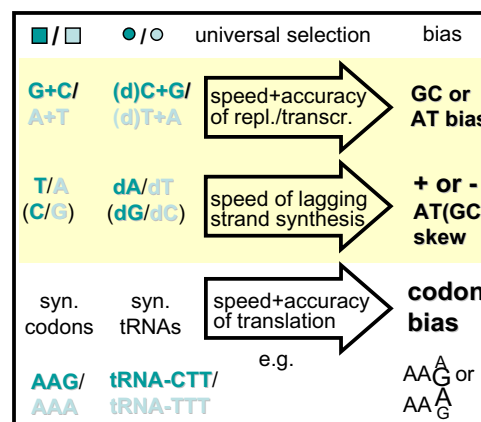 ■/■ ●/● universal selection bias
G+C/ (d)C+G/ speed+accuracy GC or
A+T (d)T+A of repl./transcr. AT bias
T/A dA/dT speed of lagging + or -
(C/G) (dG/dC) strand synthesis AT(GC)
skew
syn. syn. speed+accuracy codon
codons tRNAs of translation bias
e.g.
AAG/ tRNA-CTT/ AAGA or
AAA tRNA-TTT AAAG